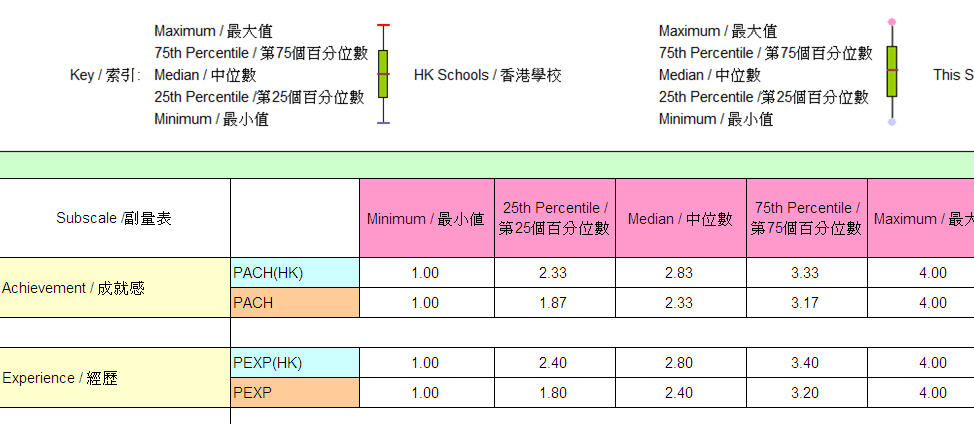 Maximum / 最大值
75th Percentile / 第75個百分位數
Key / 索引: Median / 中位數
25th Percentile /第25個百分位數
Minimum / 最小值
HK Schools / 香港學校
Maximum / 最大值
75th Percentile / 第75個百分位數
Median / 中位數
25th Percentile /第25個百分位數
Minimum / 最小值
This S
Subscale /副量表 Minimum / 最小值 25th Percentile / 第25個百分位數 Median / 中位數 75th Percentile / 第75個百分位數 Maximum / 最大
Achievement / 成就感
PACH(HK) 1.00 2.33 2.83 3.33 4.00
PACH 1.00 1.87 2.33 3.17 4.00
Experience / 經歷
PEXP(HK) 1.00 2.40 2.80 3.40 4.00
PEXP 1.00 1.80 2.40 3.20 4.00